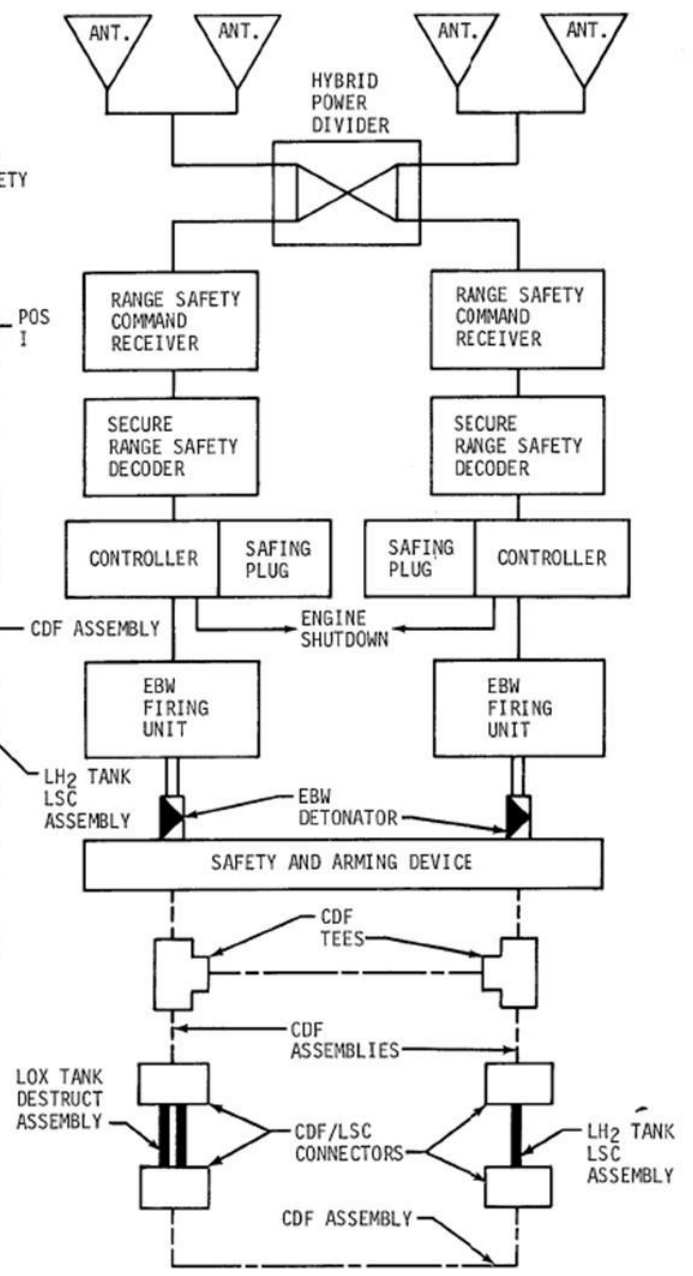 ANT.
ANT.
ANT.
ANT.
HYBRID
POWER
DIVIDER
ETY
POS
I
RANGE SAFETY
COMMAND
RECEIVER
RANGE SAFETY
COMMAND
RECEIVER
SECURE
RANGE SAFETY
DECODER
SECURE
RANGE SAFETY
DECODER
CONTROLLER
SAFING
PLUG
SAFING
PLUG
CONTROLLER
CDF ASSEMBLY
ENGINE
SHUTDOWN
EBW
FIRING
UNIT
EBW
FIRING
UNIT
LH2 TANK
LSC
ASSEMBLY
EBW
DETONATOR
SAFETY AND ARMING DEVICE
CDF
TEES
CDF
ASSEMBLIES
LOX TANK
DESTRUCT
ASSEMBLY
CDF/LSC
CONNECTORS
LH2 TANK
LSC
ASSEMBLY
CDF ASSEMBLY